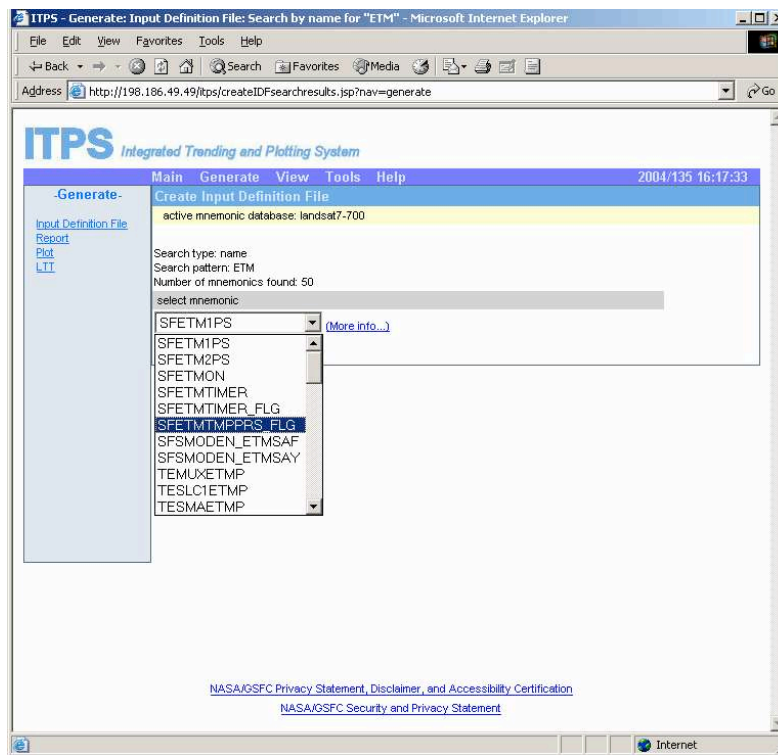 ITPS - Generate: Input Definition File: Search by name for "ETM" - Microsoft Internet Explorer
File Edit View Favorites Tools Help
Back Search Favorites Media
Address http://198.186.49.49/itps/createIDFsearchresults.jsp?nav=generate Go
ITPS Integrated Trending and Plotting System
Main Generate View Tools Help 2004/135 16:17:33
-Generate- Create Input Definition File
active mnemonic database: landsat7-700
Input Definition File
Report
Plot
LTT
Search type: name
Search pattern: ETM
Number of mnemonics found: 50
select mnemonic
SFETM1PS (More info...)
SFETM1PS
SFETM2PS
SFETMON
SFETMTIMER
SFETMTIMER_FLG
SFETMTMPPRS_FLG
SFSMODEN_ETMSAF
SFSMODEN_ETMSAY
TEMUXETMP
TESLC1ETMP
TESMAETMP
NASA/GSFC Privacy Statement, Disclaimer, and Accessibility Certification
NASA/GSFC Security and Privacy Statement
Internet